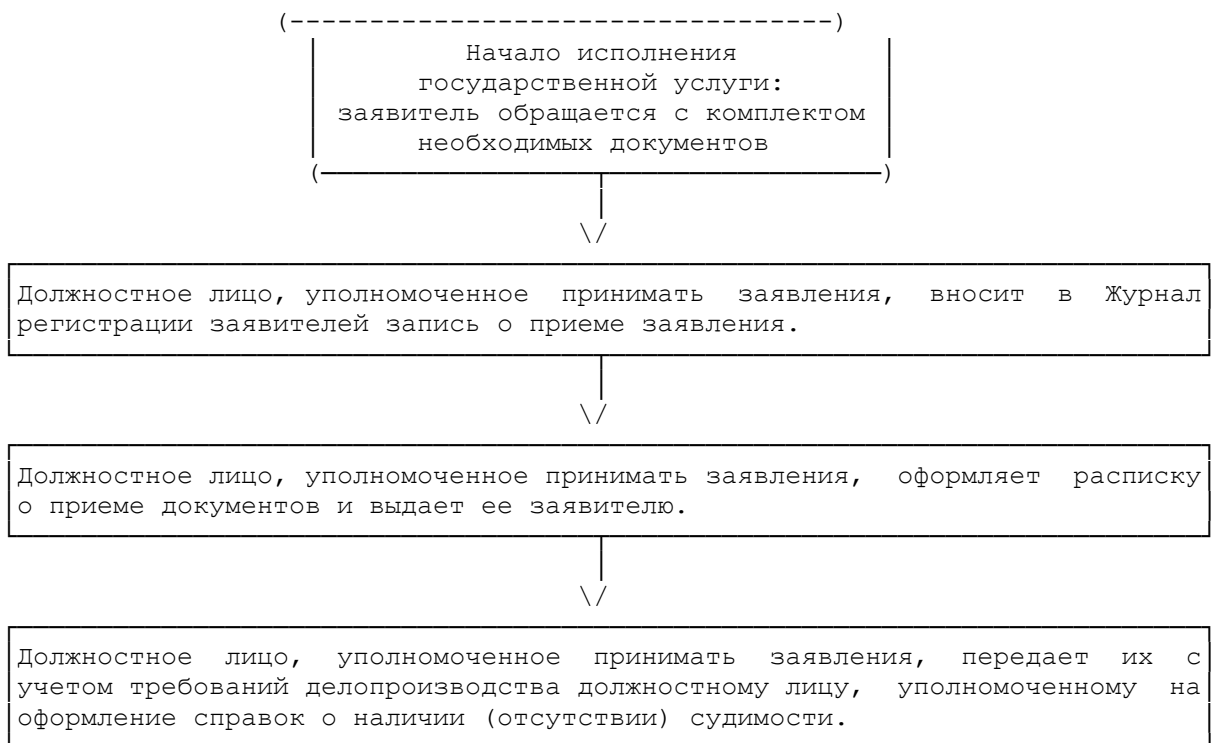 Начало исполнения
государственной услуги:
заявитель обращается с комплектом
необходимых документов
Должностное лицо, уполномоченное принимать заявления, вносит в Журнал
регистрации заявителей запись о приеме заявления.
Должностное лицо, уполномоченное принимать заявления, оформляет расписку
о приеме документов и выдает ее заявителю.
Должностное лицо, уполномоченное принимать заявления, передает их с
учетом требований делопроизводства должностному лицу, уполномоченному на
оформление справок о наличии (отсутствии) судимости.